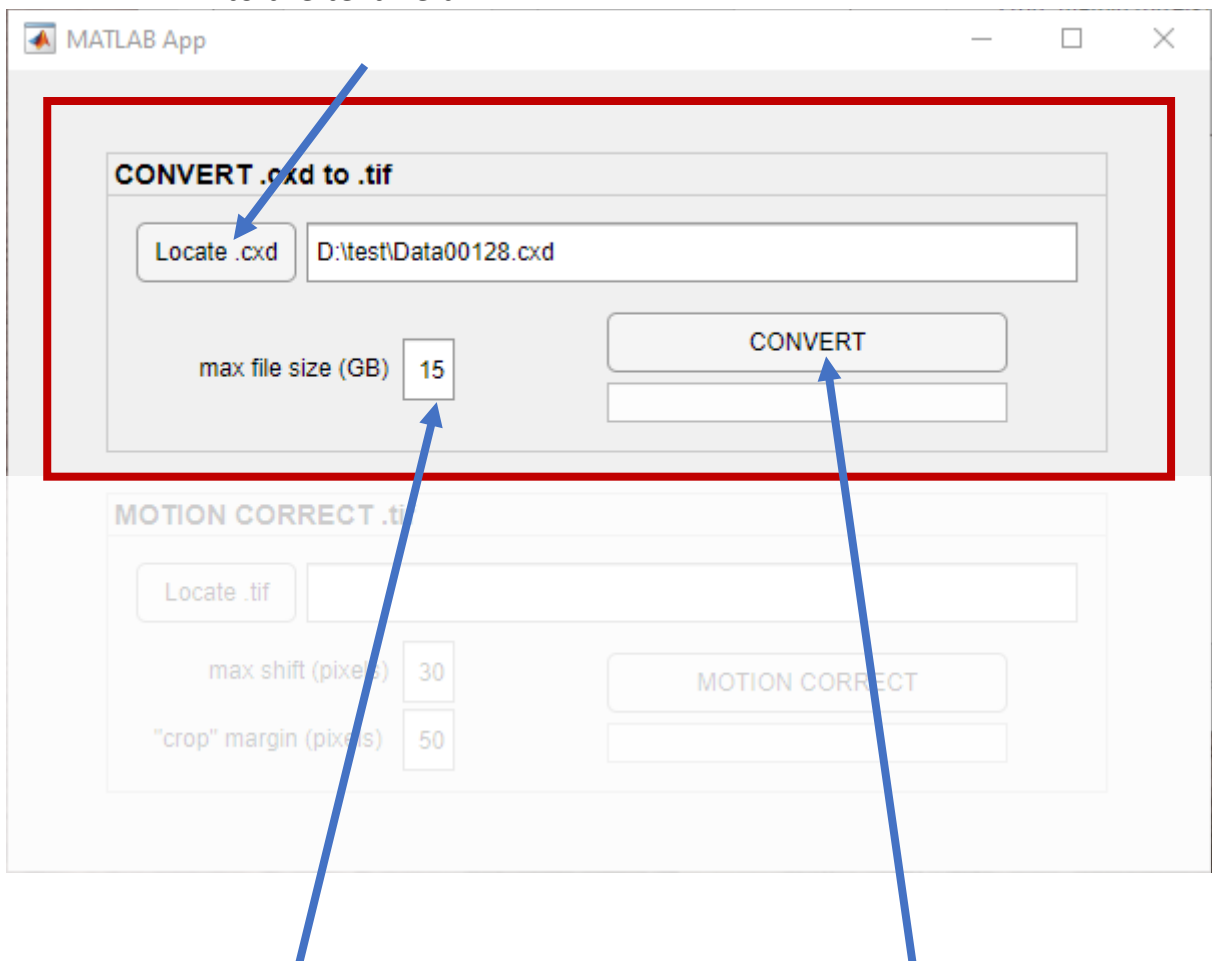 MATLAB App
CONVERT .cxd to .tif
Locate .cxd
D:\test\Data00128.cxd
max file size (GB)
15
CONVERT
MOTION CORRECT .ti
Locate .tif
max shift (pixels)
30
MOTION CORRECT
"crop" margin (pixels)
50